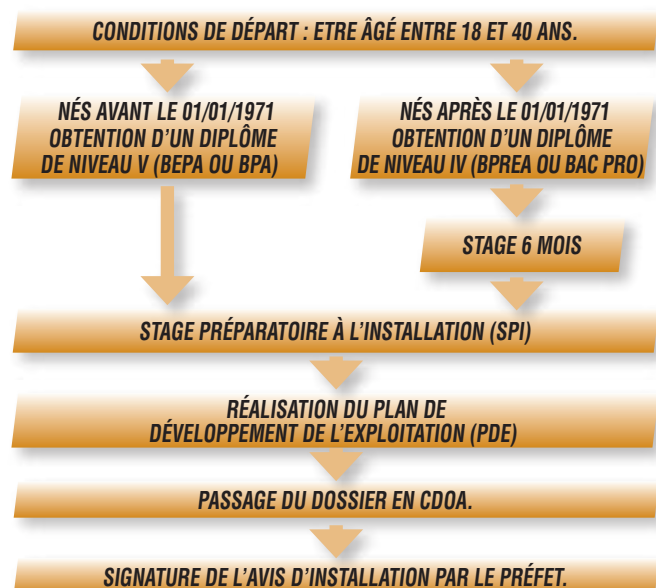 CONDITIONS DE DÉPART : ETRE ÂGÉ ENTRE 18 ET 40 ANS.
NÉS AVANT LE 01/01/1971
OBTENTION D'UN DIPLÔME
DE NIVEAU V (BEPA OU BPA)
NÉS APRÈS LE 01/01/1971
OBTENTION D'UN DIPLÔME
DE NIVEAU IV (BPREA OU BAC PRO)
STAGE 6 MOIS
STAGE PRÉPARATOIRE À L'INSTALLATION (SPI)
RÉALISATION DU PLAN DE
DÉVELOPPEMENT DE L'EXPLOITATION (PDE)
PASSAGE DU DOSSIER EN CDOA.
SIGNATURE DE L'AVIS D'INSTALLATION PAR LE PRÉFET.